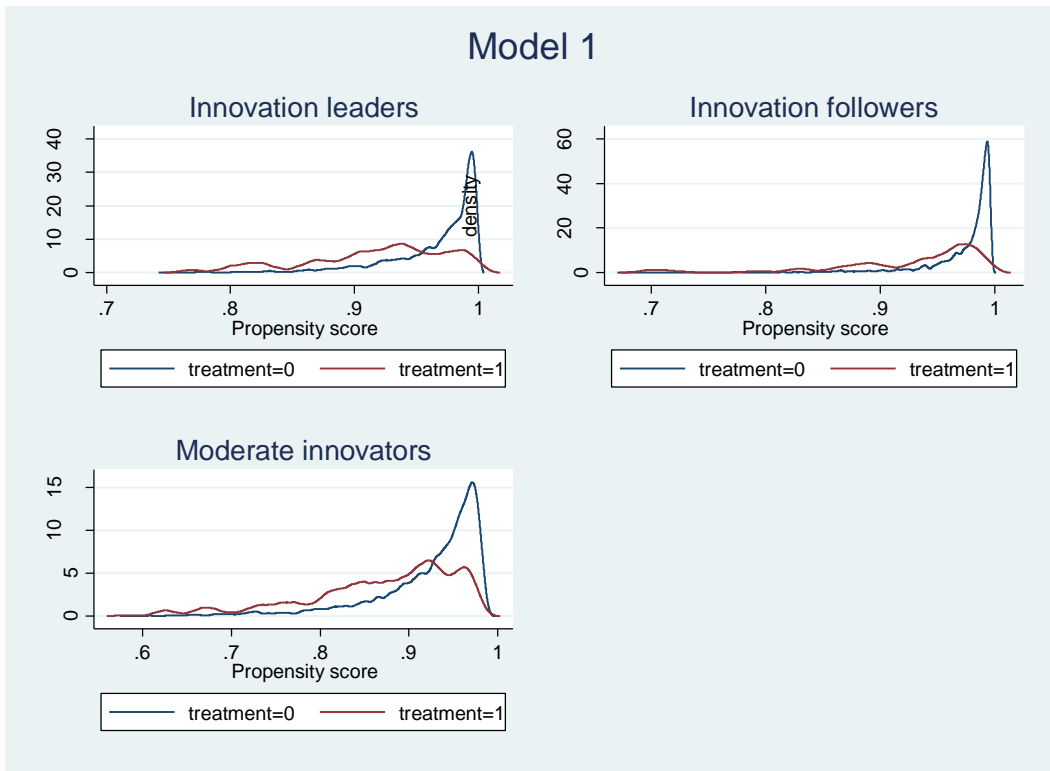 Model 1
Innovation leaders
40
30
20
10
0
density
.7 .8 .9 1
Propensity score
treatment=0 treatment=1
Innovation followers
60
40
20
0
.7 .8 .9 1
Propensity score
treatment=0 treatment=1
Moderate innovators
15
10
5
0
.6 .7 .8 .9 1
Propensity score
treatment=0 treatment=1